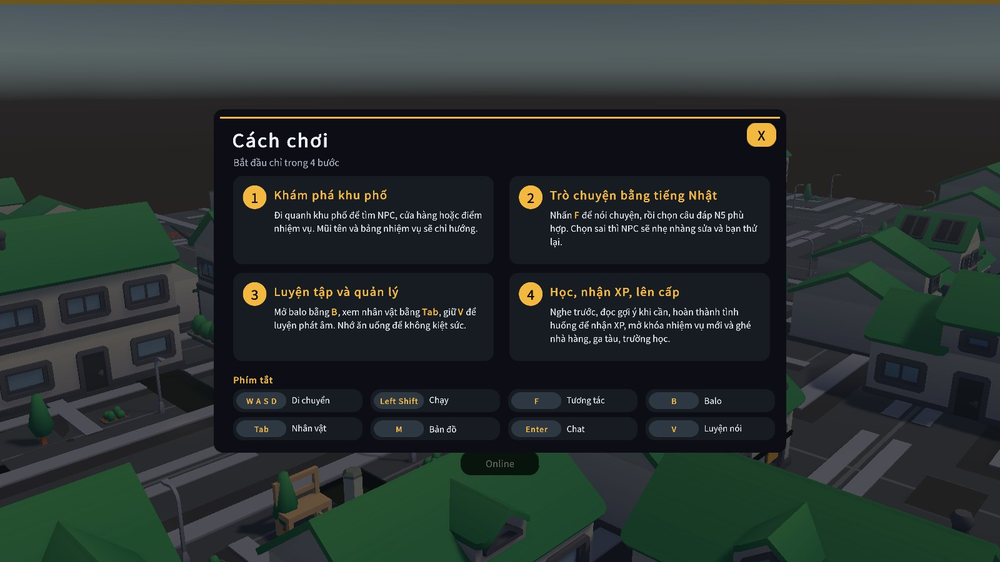 Cách chơi
X
Bắt đầu chỉ trong 4 bước
1
Khám phá khu phố
Đi quanh khu phố để tìm NPC, cửa hàng hoặc điểm
nhiệm vụ. Mũi tên và bảng nhiệm vụ sẽ chỉ hướng.
2
Trò chuyện bằng tiếng Nhật
Nhấn F để nói chuyện, rồi chọn câu đáp N5 phù
hợp. Chọn sai thì NPC sẽ nhẹ nhàng sửa và bạn thử
lại.
3
Luyện tập và quản lý
Mở balo bằng B, xem nhân vật bằng Tab, giữ V để
luyện phát âm. Nhớ ăn uống để không kiệt sức.
4
Học, nhận XP, lên cấp
Nghe trước, đọc gợi ý khi cần, hoàn thành tình
huống để nhận XP, mở khóa nhiệm vụ mới và ghé
nhà hàng, ga tàu, trường học.
Phím tắt
W A S D Di chuyển
Left Shift Chạy
F Tương tác
B Balo
Tab Nhân vật
M Bản đồ
Enter Chat
V Luyện nói
Online